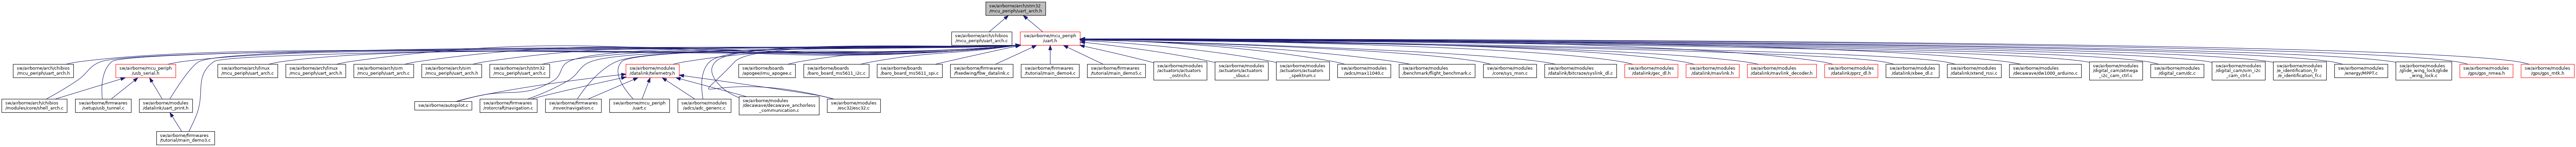 sw/airborne/arch/stm32
/mcu_periph/uart_arch.h
sw/airborne/arch/chibios
/mcu_periph/uart_arch.c
sw/airborne/mcu_periph
/uart.h
sw/airborne/arch/chibios
/mcu_periph/uart_arch.h
sw/airborne/mcu_periph
/usb_serial.h
sw/airborne/arch/linux
/mcu_periph/uart_arch.c
sw/airborne/arch/linux
/mcu_periph/uart_arch.h
sw/airborne/arch/sim
/mcu_periph/uart_arch.c
sw/airborne/arch/sim
/mcu_periph/uart_arch.h
sw/airborne/arch/stm32
/mcu_periph/uart_arch.c
sw/airborne/modules
/datalink/telemetry.h
sw/airborne/boards
/apogee/imu_apogee.c
sw/airborne/boards
/baro_board_ms5611_i2c.c
sw/airborne/boards
/baro_board_ms5611_spi.c
sw/airborne/firmwares
/fixedwing/fbw_datalink.c
sw/airborne/firmwares
/tutorial/main_demo4.c
sw/airborne/firmwares
/tutorial/main_demo5.c
sw/airborne/modules
/actuators/actuators
_ostrich.c
sw/airborne/modules
/actuators/actuators
_sbus.c
sw/airborne/modules
/actuators/actuators
_spektrum.c
sw/airborne/modules
/adcs/max11040.c
sw/airborne/modules
/benchmark/flight_benchmark.c
sw/airborne/modules
/core/sys_mon.c
sw/airborne/modules
/datalink/bitcraze/syslink_dl.c
sw/airborne/modules
/datalink/gec_dl.h
sw/airborne/modules
/datalink/mavlink.h
sw/airborne/modules
/datalink/mavlink_decoder.h
sw/airborne/modules
/datalink/pprz_dl.h
sw/airborne/modules
/datalink/xbee_dl.c
sw/airborne/modules
/datalink/xtend_rssi.c
sw/airborne/modules
/decawave/dw1000_arduino.c
sw/airborne/modules
/digital_cam/atmega
_i2c_cam_ctrl.c
sw/airborne/modules
/digital_cam/dc.c
sw/airborne/modules
/digital_cam/sim_i2c
_cam_ctrl.c
sw/airborne/modules
/e_identification_fr
/e_identification_fr.c
sw/airborne/modules
/energy/MPPT.c
sw/airborne/modules
/glide_wing_lock/glide
_wing_lock.c
sw/airborne/modules
/gps/gps_nmea.h
sw/airborne/modules
/gps/gps_mtk.h
sw/airborne/arch/chibios
/modules/core/shell_arch.c
sw/airborne/firmwares
/setup/usb_tunnel.c
sw/airborne/modules
/datalink/uart_print.h
sw/airborne/autopilot.c
sw/airborne/firmwares
/rotorcraft/navigation.c
sw/airborne/firmwares
/rover/navigation.c
sw/airborne/mcu_periph
/uart.c
sw/airborne/modules
/adcs/adc_generic.c
sw/airborne/modules
/decawave/decawave_anchorless
_communication.c
sw/airborne/modules
/esc32/esc32.c
sw/airborne/firmwares
/tutorial/main_demo3.c